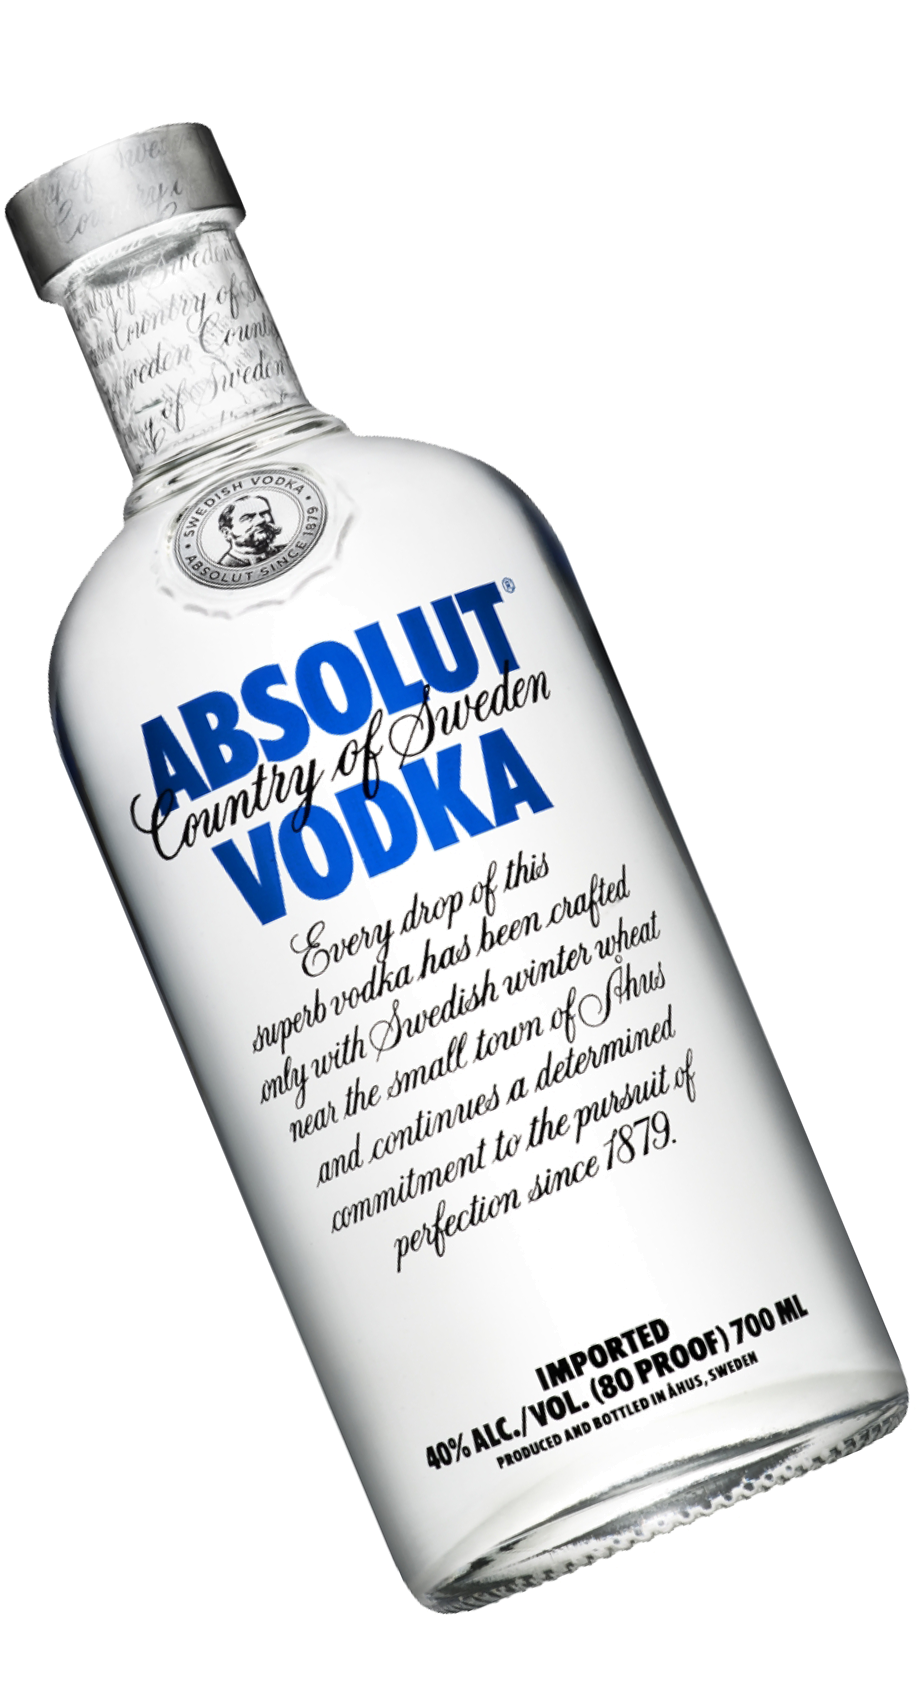 Country of Sweden
Country of
Sweden
of Sweden
SWEDISH VODKA
ABSOLUT SINCE 1879
ABSOLUT®
Country of Sweden
VODKA
Every drop of this
superb vodka has been crafted
only with Swedish winter wheat
near the small town of Åhus
and continues a determined
commitment to the pursuit of
perfection since 1879.
IMPORTED
40% ALC./VOL. (80 PROOF) 700 ML
PRODUCED AND BOTTLED IN ÅHUS, SWEDEN